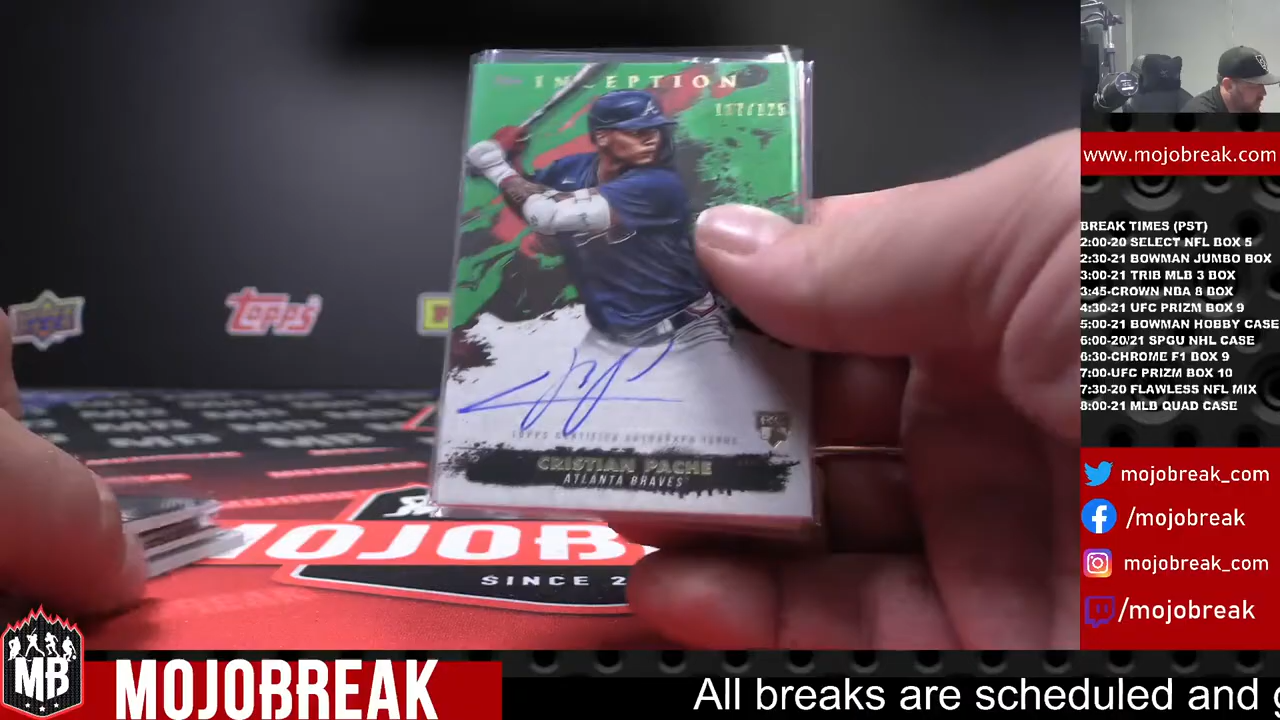 INCEPTION
/125
TOPPS CERTIFIED AUTOGRAPH ISSUE
CRISTIAN PACHE
ATLANTA BRAVES
topps
MOJOB
SINCE 2
MB
MOJOBREAK
All breaks are scheduled and g
www.mojobreak.com
BREAK TIMES (PST)
2:00-20 SELECT NFL BOX 5
2:30-21 BOWMAN JUMBO BOX
3:00-21 TRIB MLB 3 BOX
3:45-CROWN NBA 8 BOX
4:30-21 UFC PRIZM BOX 9
5:00-21 BOWMAN HOBBY CASE
6:00-20/21 SPGU NHL CASE
6:30-CHROME F1 BOX 9
7:00-UFC PRIZM BOX 10
7:30-20 FLAWLESS NFL MIX
8:00-21 MLB QUAD CASE
mojobreak_com
/mojobreak
mojobreak_com
/mojobreak